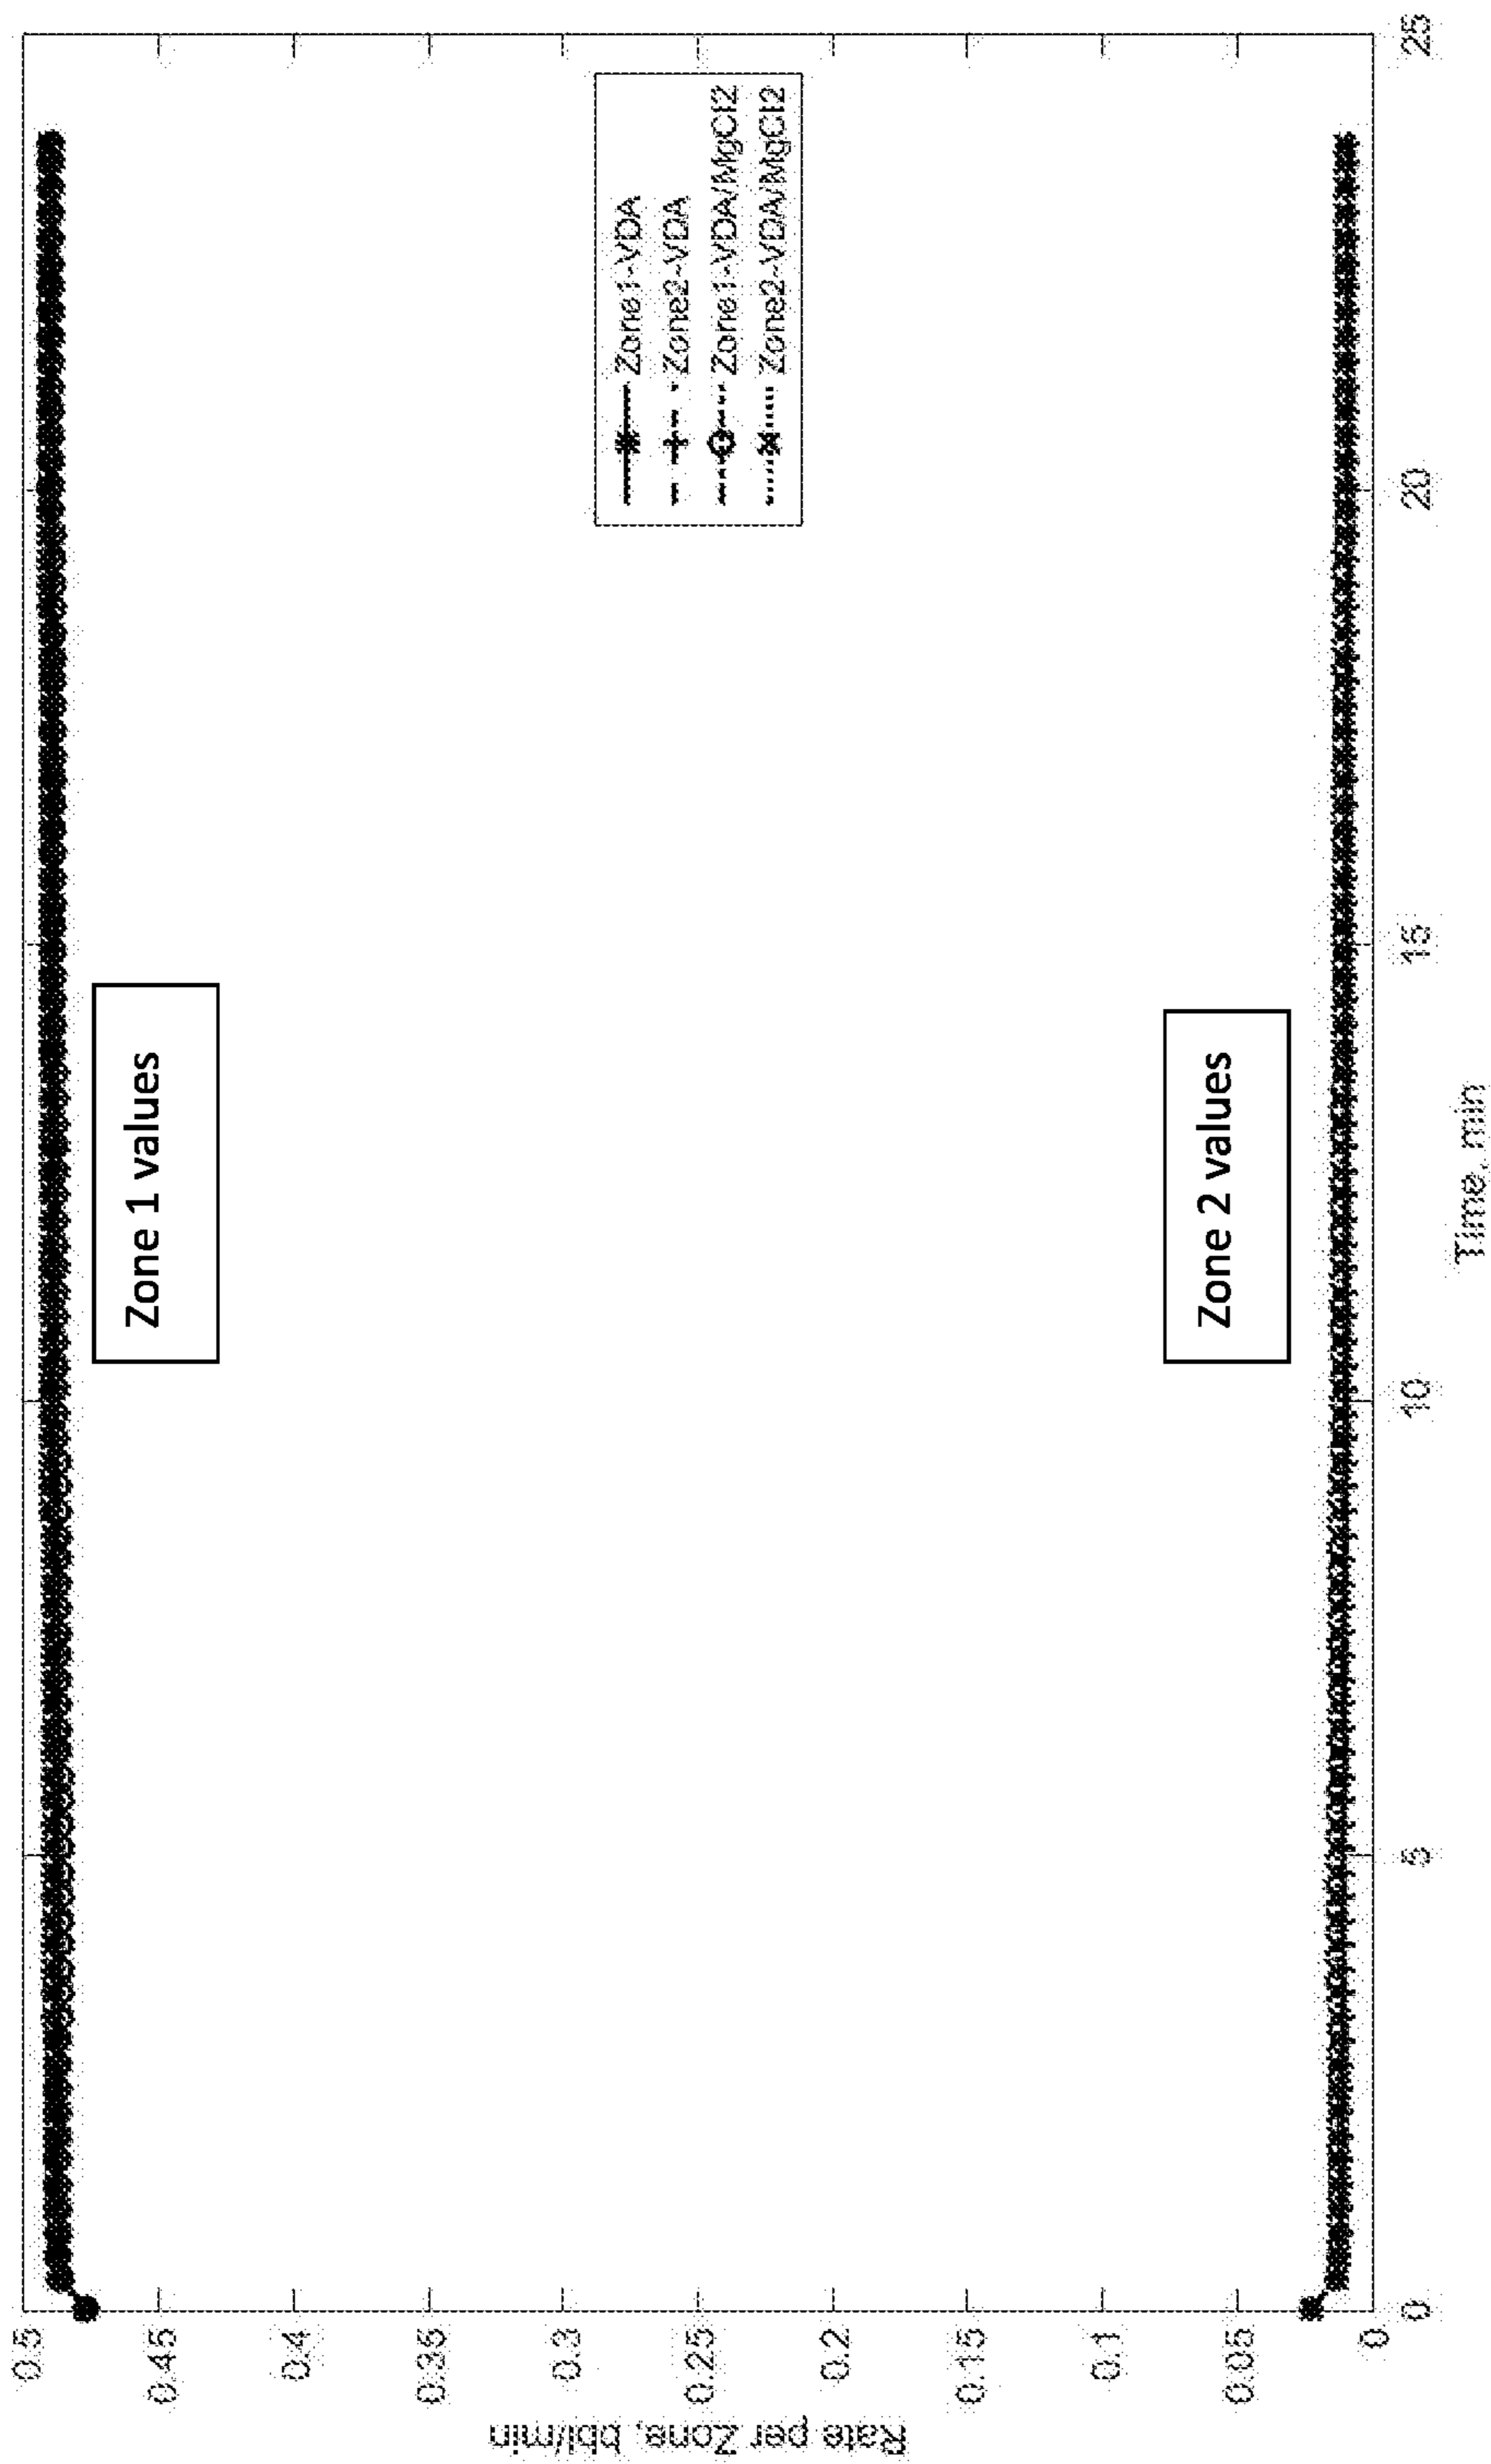 Rate per Zone, bbl/min
0.5
0.45
0.4
0.35
0.3
0.25
0.2
0.15
0.1
0.05
0
Zone 1 values
Zone1-VDA
Zone2-VDA
Zone1-VDA/MgCl2
Zone2-VDA/MgCl2
Zone 2 values
0
5
10
15
20
25
Time, min